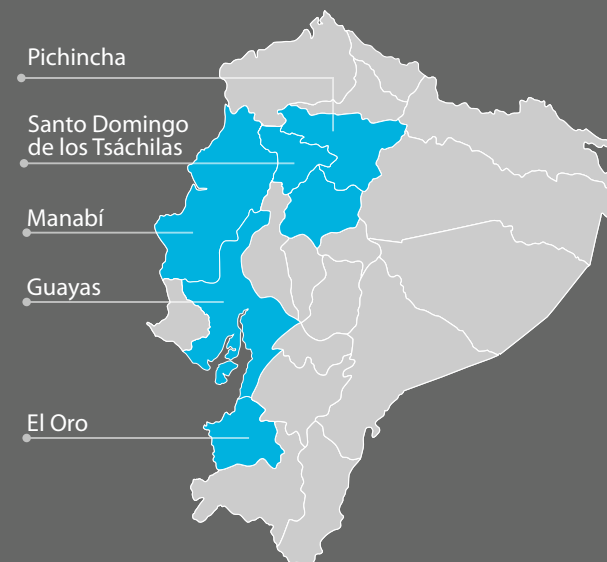 Pichincha
Santo Domingo
de los Tsáchilas
Manabí
Guayas
El Oro